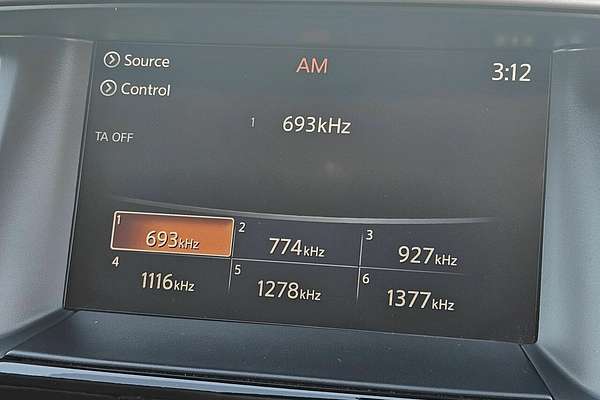 Source
AM
3:12
Control
1 693kHz
TA OFF
1 693kHz
2 774kHz
3 927kHz
4 1116kHz
5 1278kHz
6 1377kHz